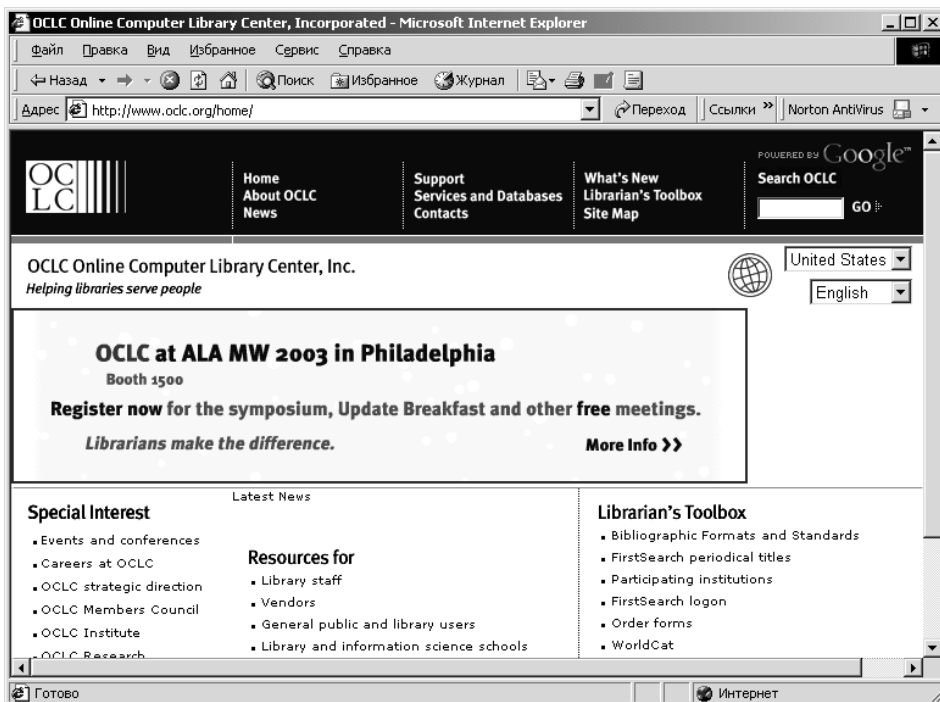 OCLC Online Computer Library Center, Incorporated - Microsoft Internet Explorer
Файл Правка Вид Избранное Сервис Справка
Назад Поиск Избранное Журнал
Адрес http://www.oclc.org/home/ Переход Ссылки » Norton AntiVirus
POWERED BY Google™
OC
LC
Home
About OCLC
News
Support
Services and Databases
Contacts
What's New
Librarian's Toolbox
Site Map
Search OCLC
GO
OCLC Online Computer Library Center, Inc.
Helping libraries serve people
United States
English
OCLC at ALA MW 2003 in Philadelphia
Booth 1500
Register now for the symposium, Update Breakfast and other free meetings.
Librarians make the difference. More Info >>
Special Interest
Events and conferences
Careers at OCLC
OCLC strategic direction
OCLC Members Council
OCLC Institute
OCLC Research
Latest News
Resources for
Library staff
Vendors
General public and library users
Library and information science schools
Librarian's Toolbox
Bibliographic Formats and Standards
FirstSearch periodical titles
Participating institutions
FirstSearch logon
Order forms
WorldCat
Готово Интернет